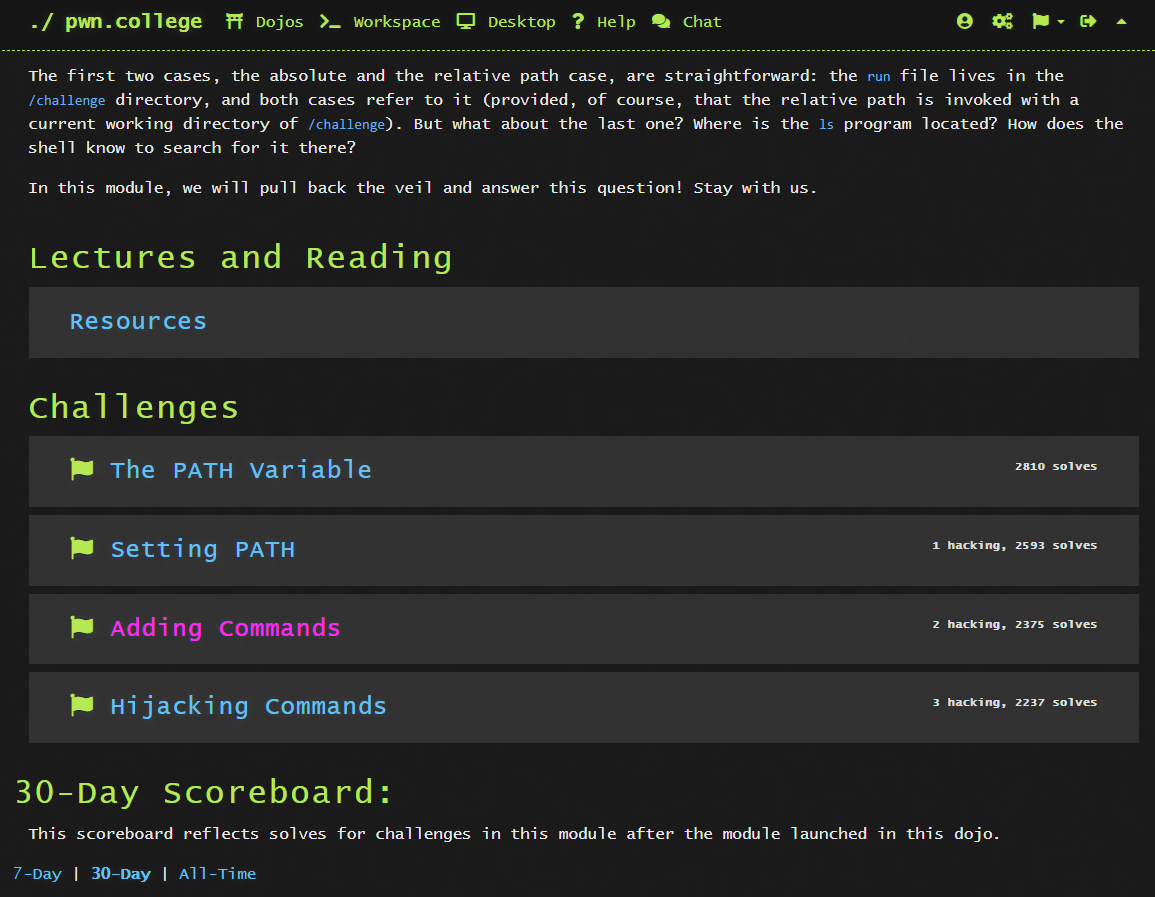 ./ pwn.college Dojos Workspace Desktop ? Help Chat
The first two cases, the absolute and the relative path case, are straightforward: the run file lives in the
/challenge directory, and both cases refer to it (provided, of course, that the relative path is invoked with a
current working directory of /challenge). But what about the last one? Where is the ls program located? How does the
shell know to search for it there?
In this module, we will pull back the veil and answer this question! Stay with us.
Lectures and Reading
Resources
Challenges
The PATH Variable 2810 solves
Setting PATH 1 hacking, 2593 solves
Adding Commands 2 hacking, 2375 solves
Hijacking Commands 3 hacking, 2237 solves
30-Day Scoreboard:
This scoreboard reflects solves for challenges in this module after the module launched in this dojo.
7-Day | 30-Day | All-Time